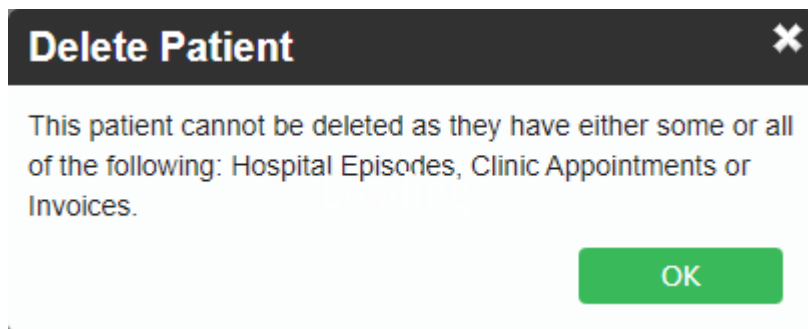 Delete Patient
This patient cannot be deleted as they have either some or all
of the following: Hospital Episodes, Clinic Appointments or
Invoices.
OK